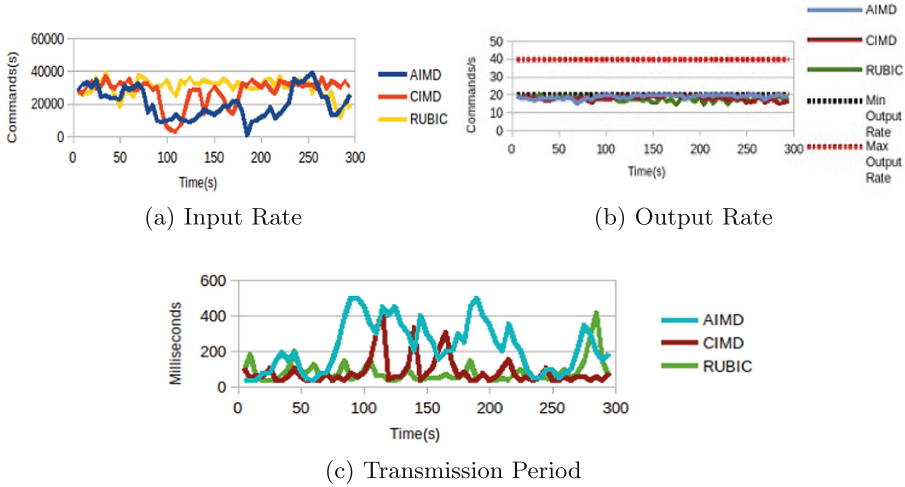 60000
40000
20000
0
Commands(s)
0 50 100 150 200 250 300
Time(s)
AIMD
CIMD
RUBIC
(a) Input Rate
50
40
30
20
10
0
Commands/s
0 50 100 150 200 250 300
Time(s)
AIMD
CIMD
RUBIC
Min
Output
Rate
Max
Output
Rate
(b) Output Rate
600
400
200
0
Milliseconds
0 50 100 150 200 250 300
Time(s)
AIMD
CIMD
RUBIC
(c) Transmission Period